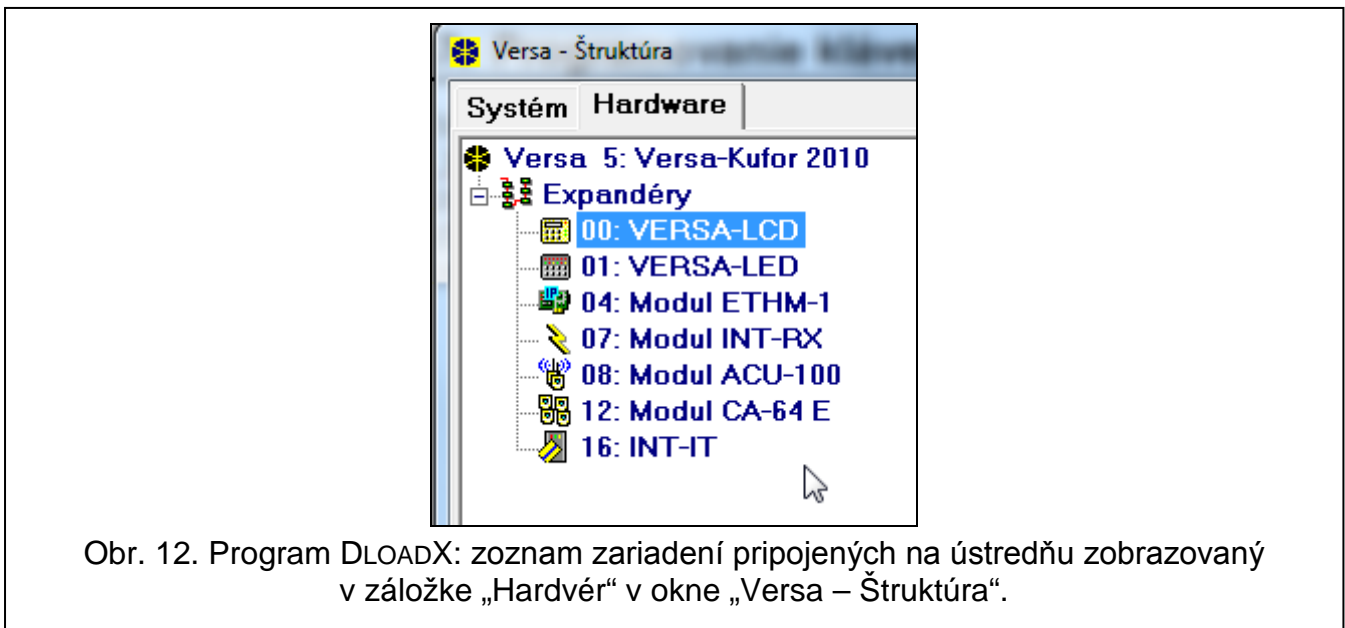 Versa - Štruktúra
Systém Hardware
Versa 5: Versa-Kufor 2010
Expandéry
00: VERSA-LCD
01: VERSA-LED
04: Modul ETHM-1
07: Modul INT-RX
08: Modul ACU-100
12: Modul CA-64 E
16: INT-IT
Obr. 12. Program DLOADX: zoznam zariadení pripojených na ústredňu zobrazovaný
v záložke „Hardvér“ v okne „Versa – Štruktúra“.